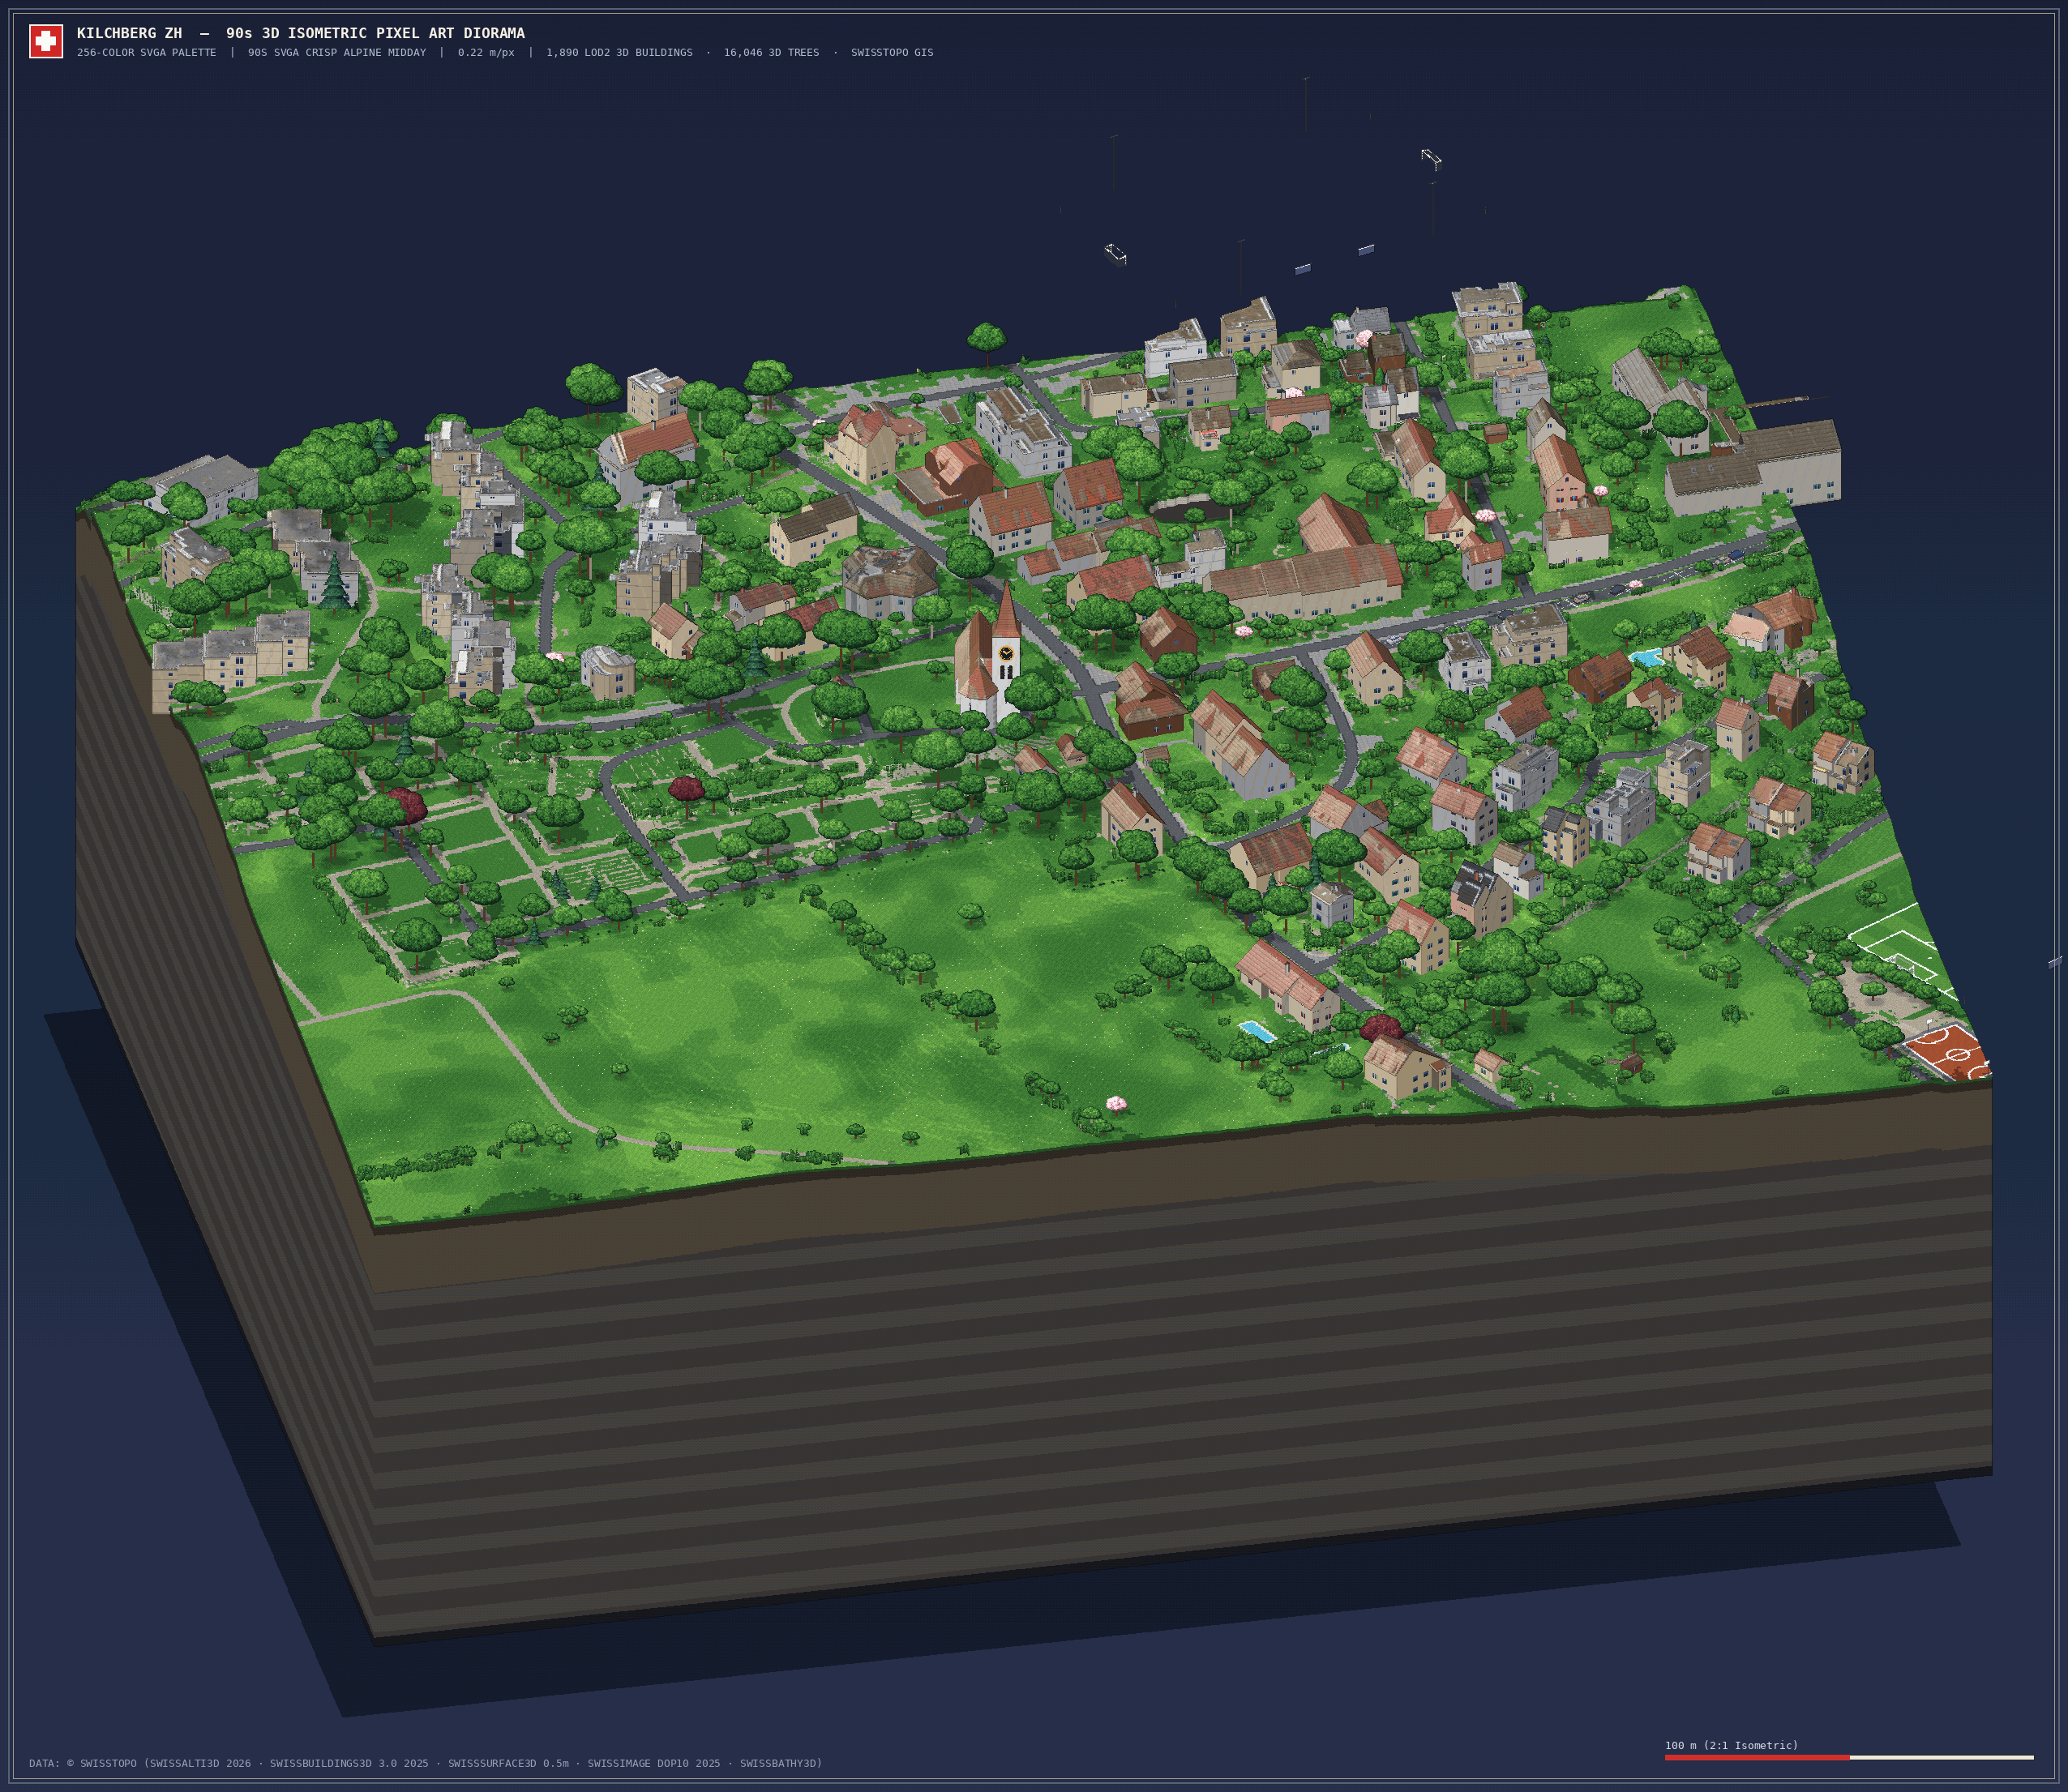 KILCHBERG ZH — 90s 3D ISOMETRIC PIXEL ART DIORAMA
256-COLOR SVGA PALETTE | 90S SVGA CRISP ALPINE MIDDAY | 0.22 m/px | 1,890 LOD2 3D BUILDINGS · 16,046 3D TREES · SWISSTOPO GIS
100 m (2:1 Isometric)
DATA: © SWISSTOPO (SWISSALTI3D 2026 · SWISSBUILDINGS3D 3.0 2025 · SWISSSURFACE3D 0.5m · SWISSIMAGE DOP10 2025 · SWISSBATHY3D)